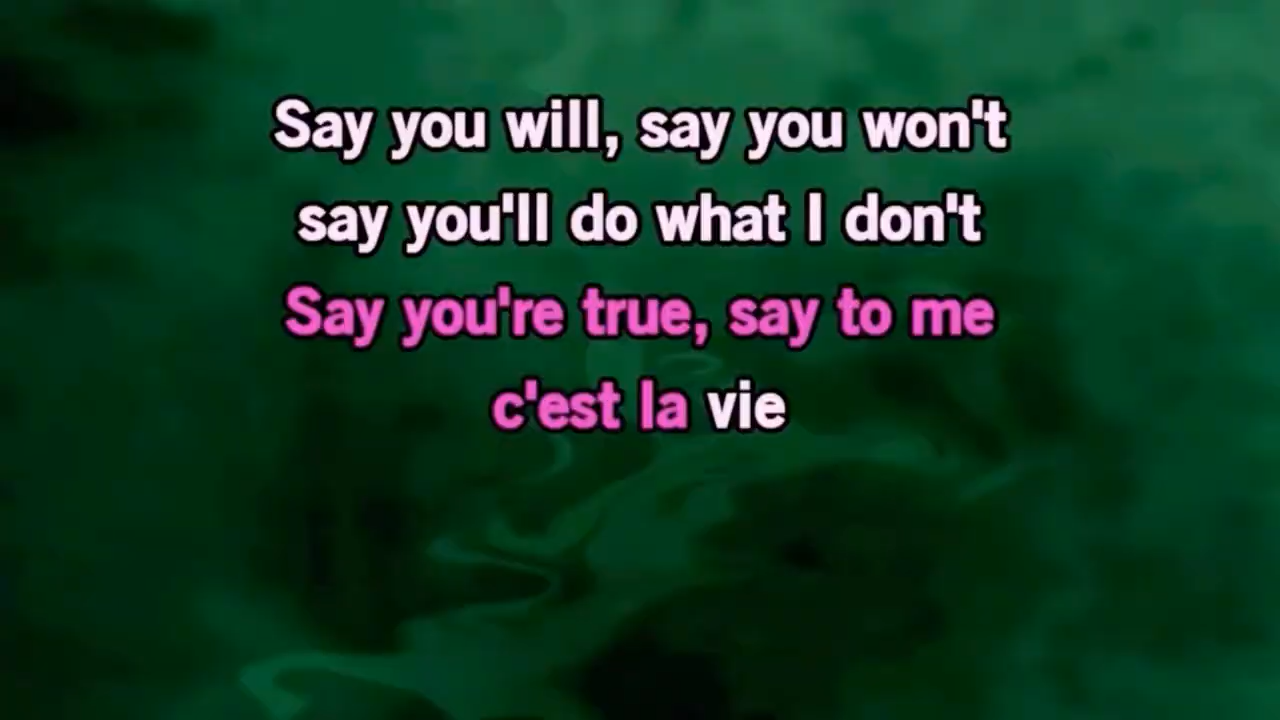 Say you will, say you won't
say you'll do what I don't
Say you're true, say to me
c'est la vie